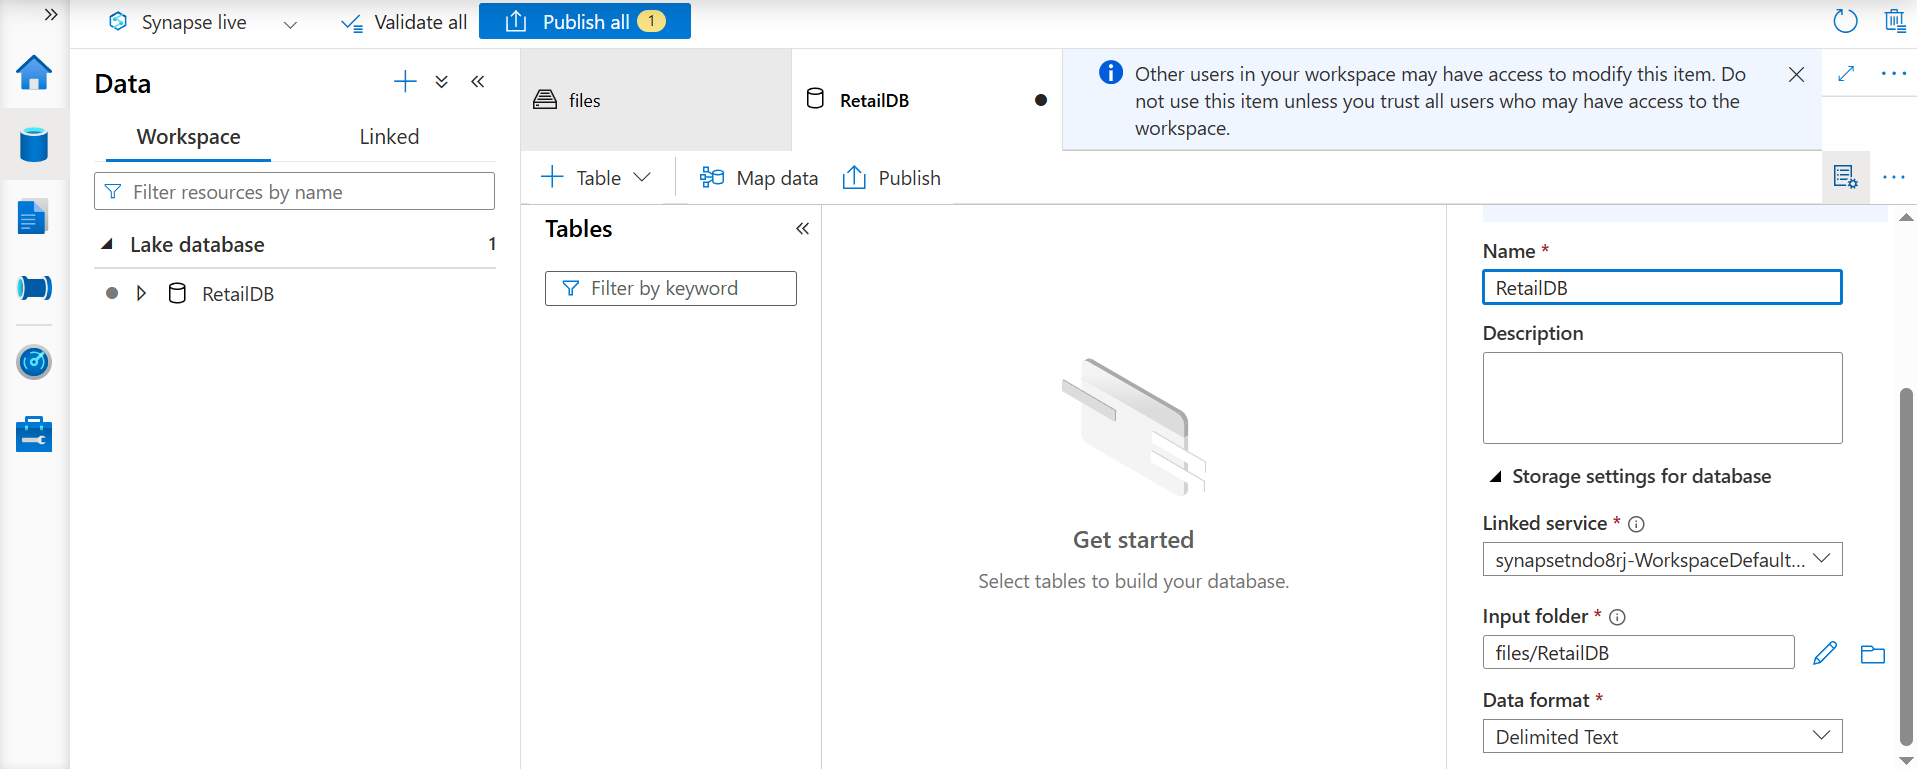 Synapse live
Validate all
Publish all 1
Data
Workspace
Linked
Filter resources by name
Lake database 1
RetailDB
files
RetailDB
Other users in your workspace may have access to modify this item. Do
not use this item unless you trust all users who may have access to the
workspace.
Table
Map data
Publish
Tables
Filter by keyword
Get started
Select tables to build your database.
Name *
RetailDB
Description
Storage settings for database
Linked service *
synapsetndo8rj-WorkspaceDefault...
Input folder *
files/RetailDB
Data format *
Delimited Text